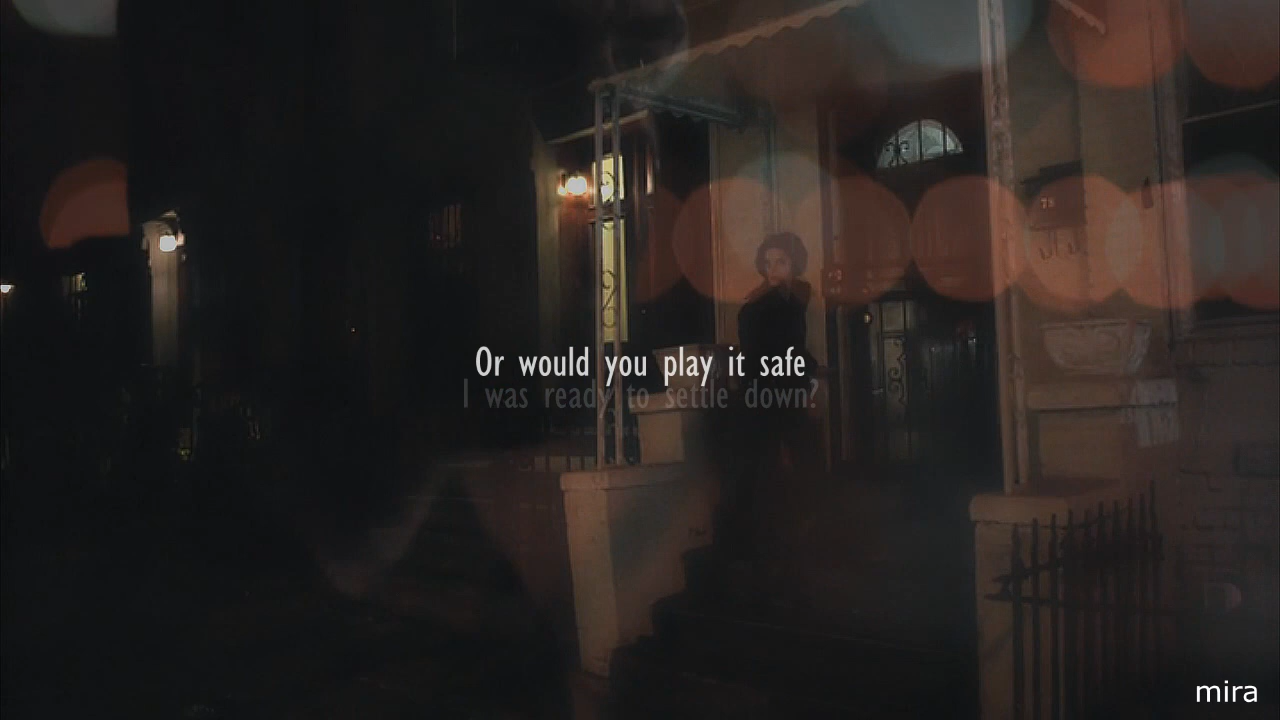 Or would you play it safe
I was ready to settle down?
mira